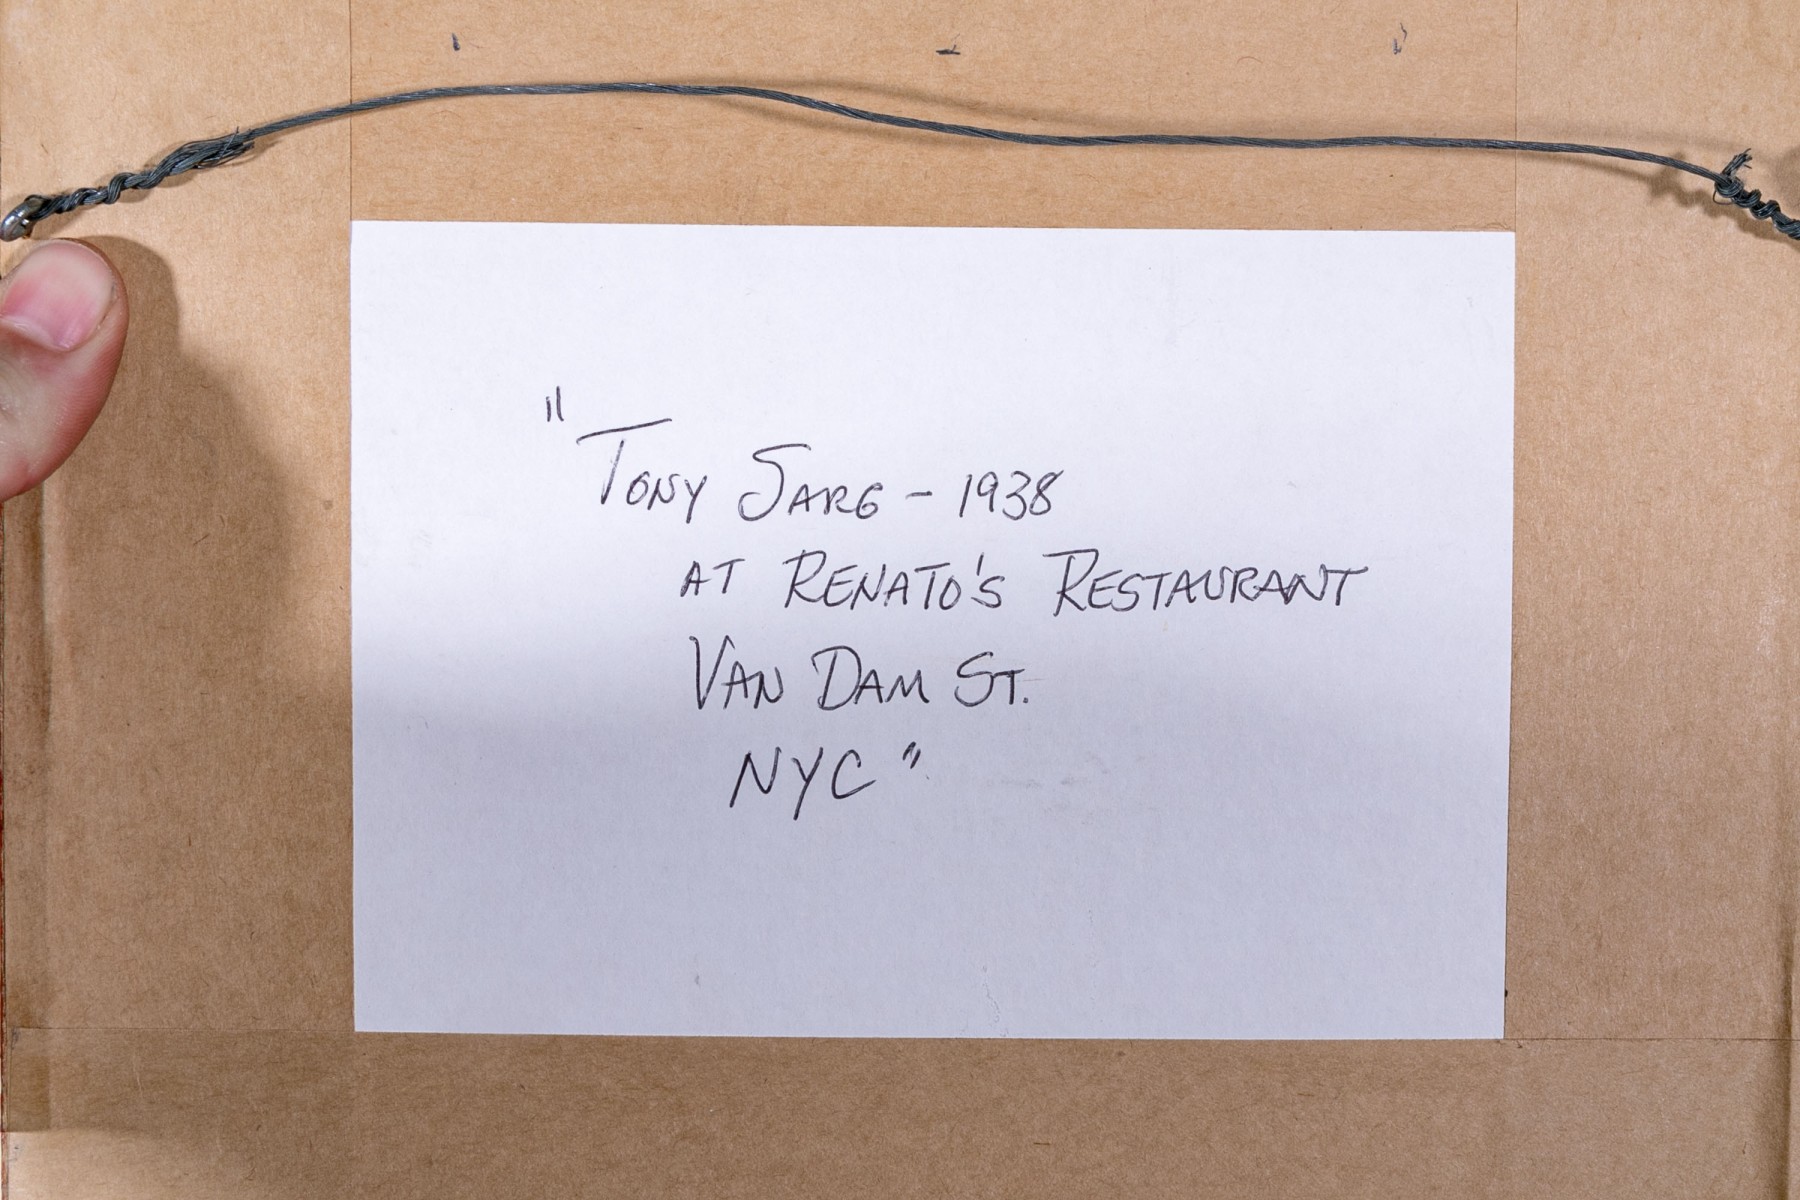 "Tony Sarg - 1938
at Renato's Restaurant
Van Dam St.
NYC"